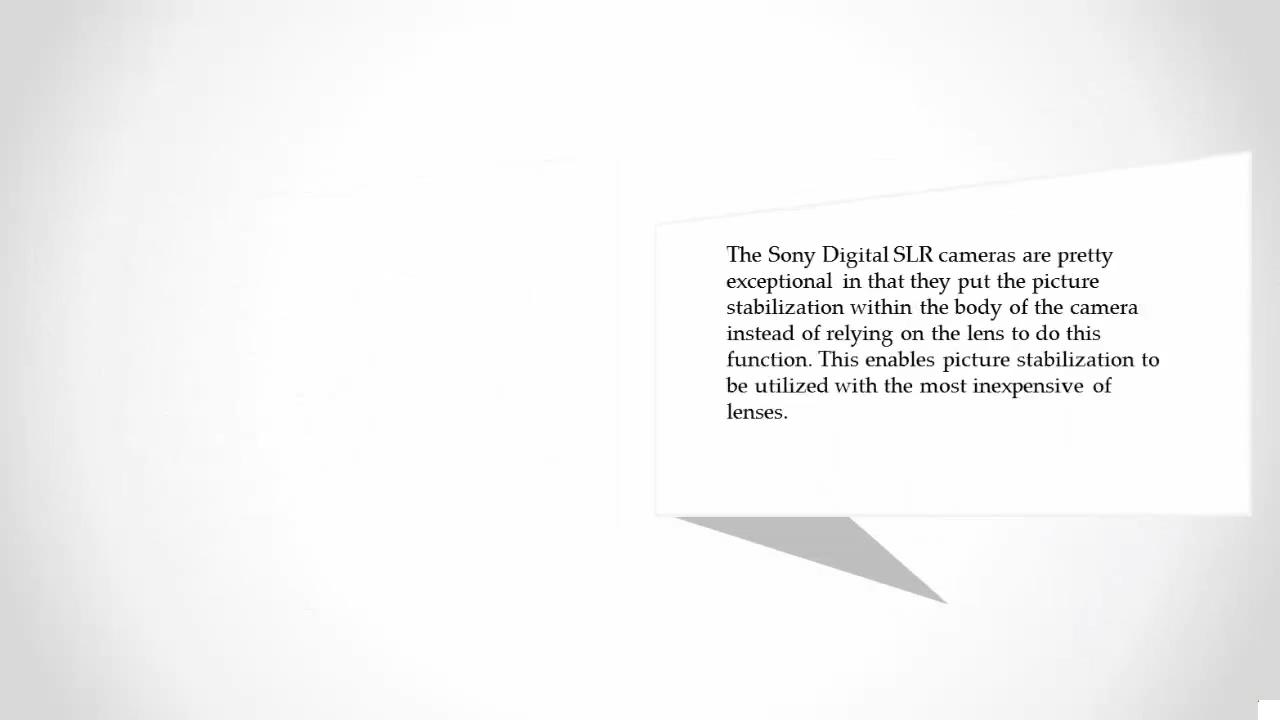 The Sony Digital SLR cameras are pretty
exceptional in that they put the picture
stabilization within the body of the camera
instead of relying on the lens to do this
function. This enables picture stabilization to
be utilized with the most inexpensive of
lenses.